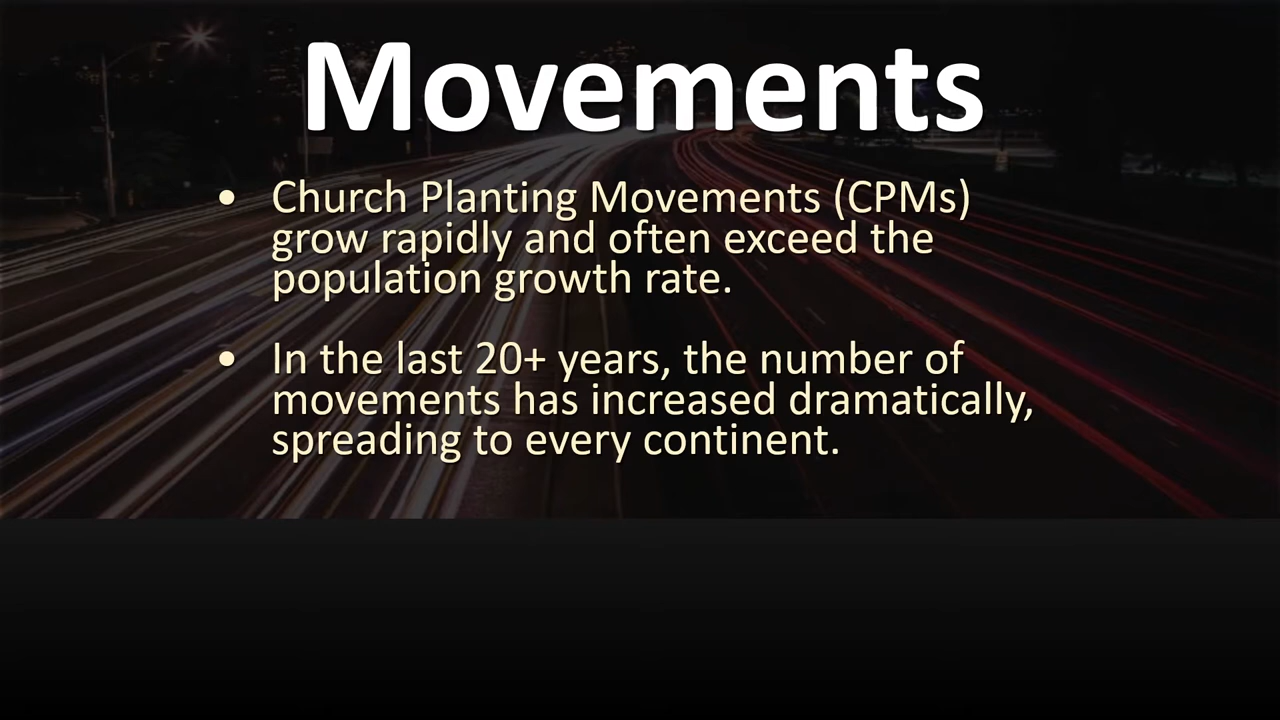 Movements
• Church Planting Movements (CPMs)
grow rapidly and often exceed the
population growth rate.
• In the last 20+ years, the number of
movements has increased dramatically,
spreading to every continent.